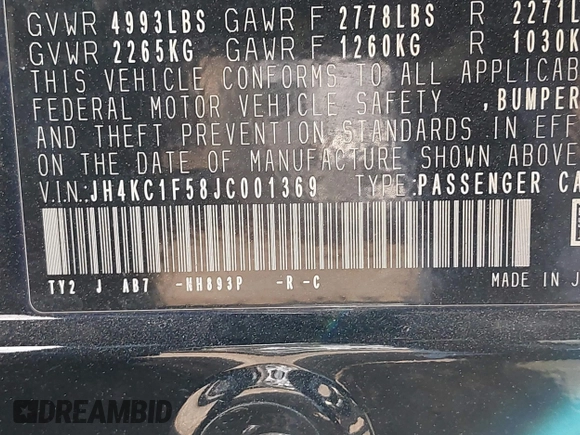 GVWR 4993LBS GAWR F 2778LBS R 2271L
GVWR 2265KG GAWR F 1260KG R 1030K
THIS VEHICLE CONFORMS TO ALL APPLICAB
FEDERAL MOTOR VEHICLE SAFETY ,BUMPER
AND THEFT PREVENTION STANDARDS IN EFF
ON THE DATE OF MANUFACTURE SHOWN ABOVE
V.I.N.:JH4KC1F58JC001369 TYPE:PASSENGER CA
TY2 J AB7 -NH893P -R -C
MADE IN J
DREAMBID